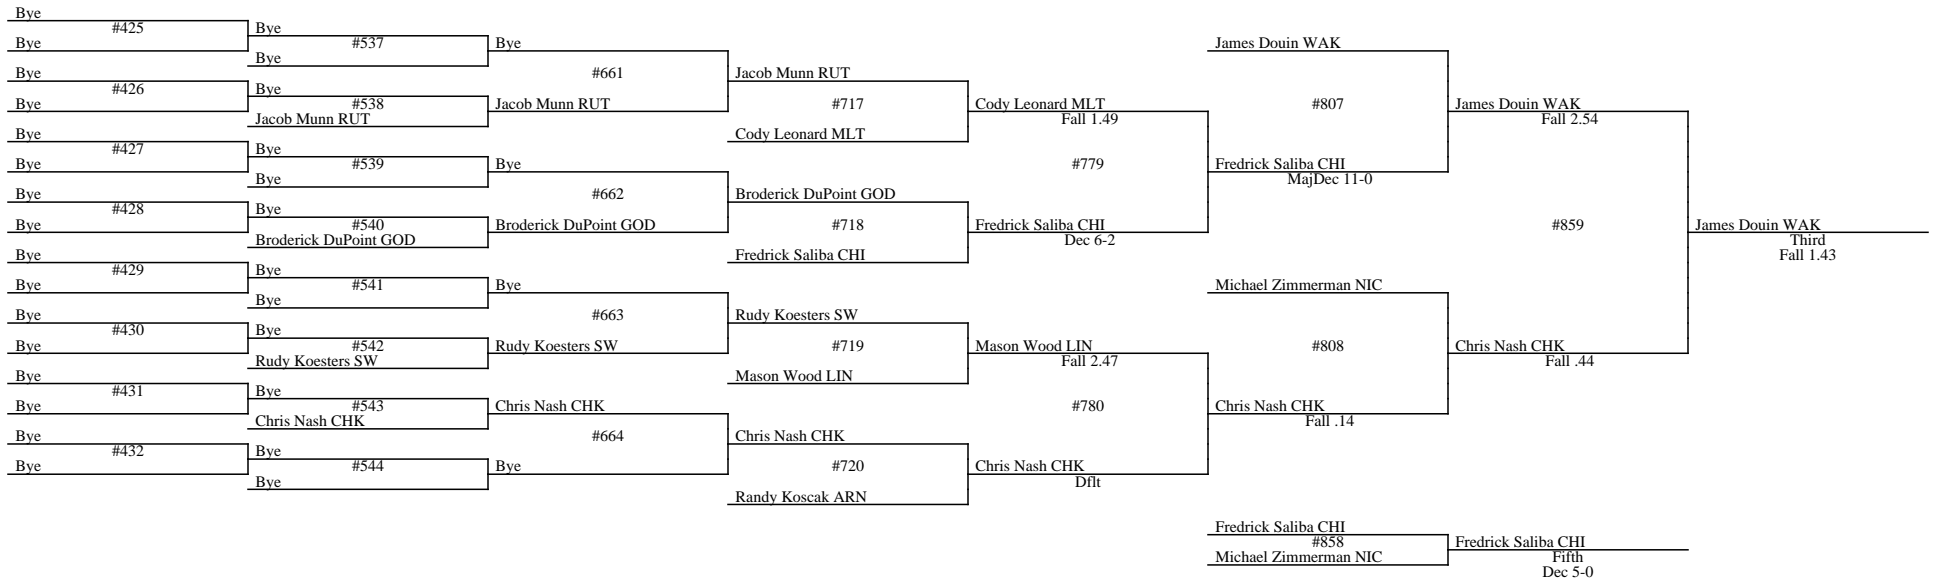 Bye
#425
Bye
Bye
#426
Bye
Bye
#427
Bye
Bye
#428
Bye
Bye
#429
Bye
Bye
#430
Bye
Bye
#431
Bye
Bye
#432
Bye
Bye
#537
Bye
Bye
#538
Jacob Munn RUT
Bye
#539
Bye
Bye
#540
Broderick DuPoint GOD
Bye
#541
Bye
Bye
#542
Rudy Koesters SW
Bye
#543
Chris Nash CHK
Bye
#544
Bye
Bye
#661
Jacob Munn RUT
Bye
#662
Broderick DuPoint GOD
Bye
#663
Rudy Koesters SW
Chris Nash CHK
#664
Bye
Jacob Munn RUT
#717
Cody Leonard MLT
Broderick DuPoint GOD
#718
Fredrick Saliba CHI
Rudy Koesters SW
#719
Mason Wood LIN
Chris Nash CHK
#720
Randy Koscak ARN
Cody Leonard MLT
Fall 1.49
#779
Fredrick Saliba CHI
Dec 6-2
Mason Wood LIN
Fall 2.47
#780
Chris Nash CHK
Dflt
James Douin WAK
#807
Fredrick Saliba CHI
MajDec 11-0
Michael Zimmerman NIC
#808
Chris Nash CHK
Fall .14
James Douin WAK
Fall 2.54
#859
Chris Nash CHK
Fall .44
James Douin WAK
Third
Fall 1.43
Fredrick Saliba CHI
#858
Michael Zimmerman NIC
Fredrick Saliba CHI
Fifth
Dec 5-0